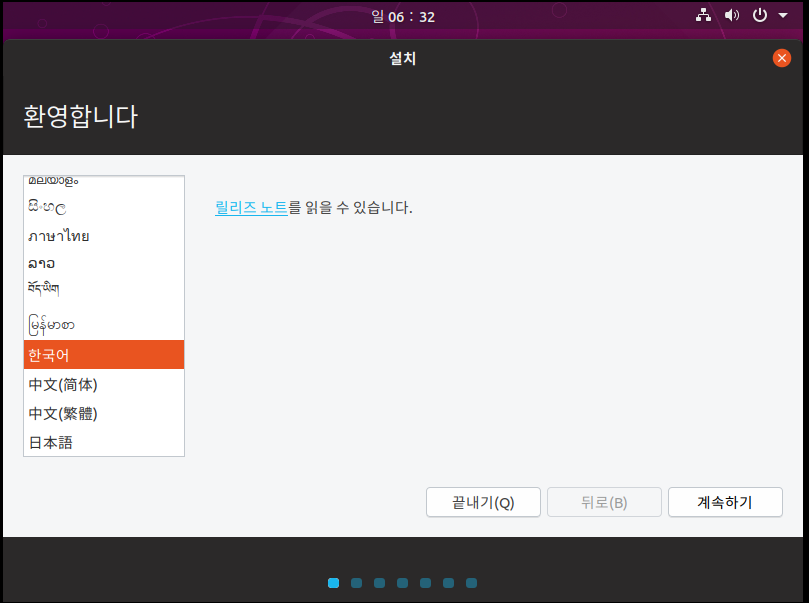 일 06 : 32
설치
환영합니다
മലയാളം
සිංහල
릴리즈 노트를 읽을 수 있습니다.
ภาษาไทย
ລາວ
བོད་ཡིག
မြန်မာစာ
한국어
中文(简体)
中文(繁體)
日本語
끝내기(Q)
뒤로(B)
계속하기